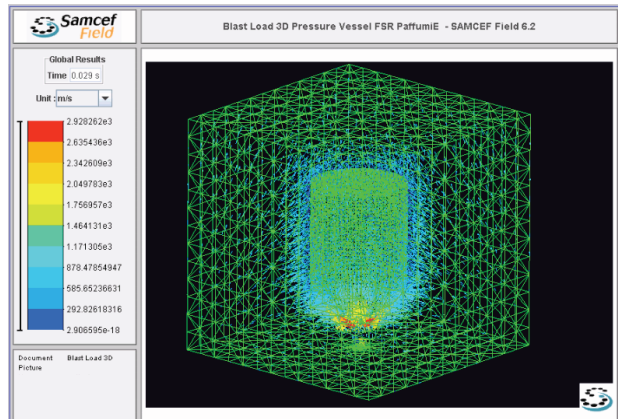 Samcef
Field
Blast Load 3D Pressure Vessel FSR PaffumiE - SAMCEF Field 6.2
Global Results
Time 0.029 s
Unit: m/s
2.928262e3
2.635436e3
2.342609e3
2.049783e3
1.756957e3
1.464131e3
1.171305e3
878.47854947
585.65236631
292.82618316
2.906595e-18
Document Blast Load 3D
Picture